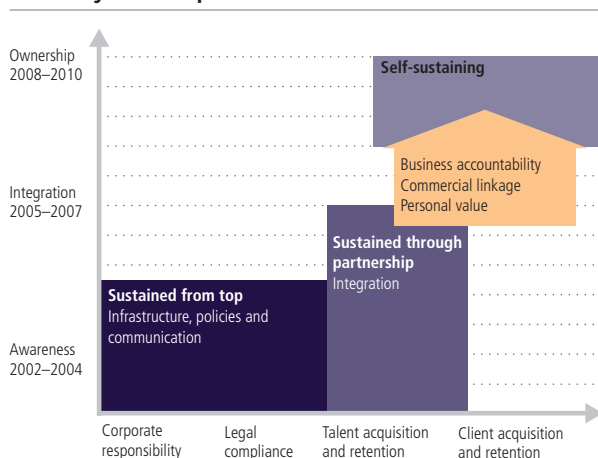 Ownership
2008–2010
Self-sustaining
Business accountability
Commercial linkage
Personal value
Integration
2005–2007
Sustained through
partnership
Integration
Sustained from top
Infrastructure, policies and
communication
Awareness
2002–2004
Corporate
responsibility
Legal
compliance
Talent acquisition
and retention
Client acquisition
and retention